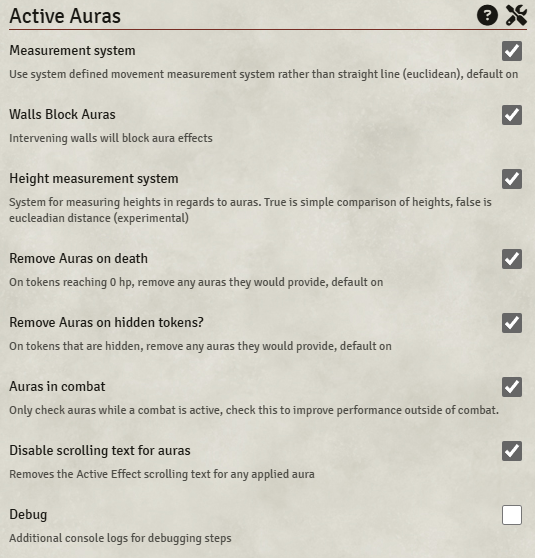 Active Auras
Measurement system
Use system defined movement measurement system rather than straight line (euclidean), default on
Walls Block Auras
Intervening walls will block aura effects
Height measurement system
System for measuring heights in regards to auras. True is simple comparison of heights, false is
eucleadian distance (experimental)
Remove Auras on death
On tokens reaching 0 hp, remove any auras they would provide, default on
Remove Auras on hidden tokens?
On tokens that are hidden, remove any auras they would provide, default on
Auras in combat
Only check auras while a combat is active, check this to improve performance outside of combat.
Disable scrolling text for auras
Removes the Active Effect scrolling text for any applied aura
Debug
Additional console logs for debugging steps